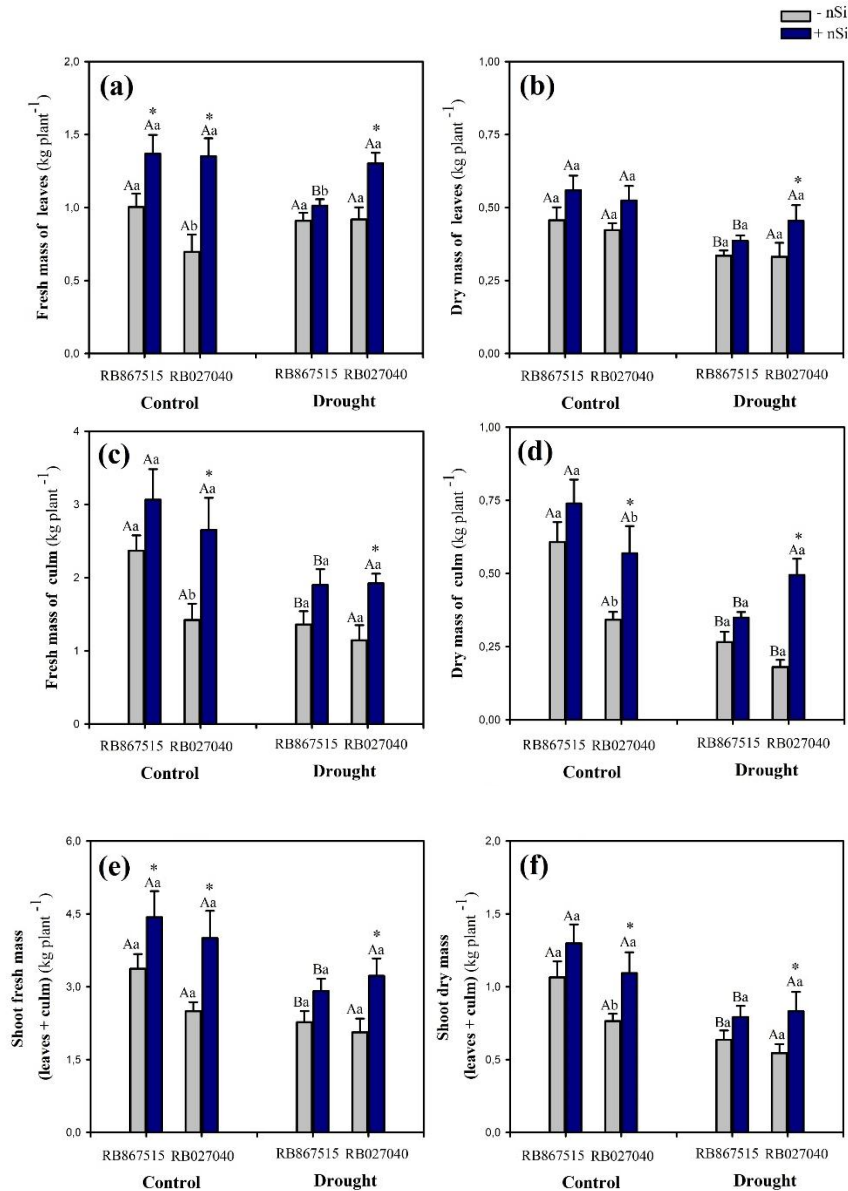 - nSi
+ nSi
(a)
Fresh mass of leaves (kg plant -1)
2,0
1,5
1,0
0,5
0,0
* * *
Aa Aa Aa
Aa Ab Aa Bb Aa
RB867515 RB027040 RB867515 RB027040
Control Drought
(b)
Dry mass of leaves (kg plant -1)
1,00
0,75
0,50
0,25
0,00
*
Aa Aa Aa Aa Ba Ba Aa Aa
RB867515 RB027040 RB867515 RB027040
Control Drought
(c)
Fresh mass of culm (kg plant -1)
4
3
2
1
0
* *
Aa Aa Ab Aa Ba Ba Aa Aa
RB867515 RB027040 RB867515 RB027040
Control Drought
(d)
Dry mass of culm (kg plant -1)
1,00
0,75
0,50
0,25
0,00
* *
Aa Aa Ab Ab Ba Ba Ba Aa
RB867515 RB027040 RB867515 RB027040
Control Drought
(e)
Shoot fresh mass
(leaves + culm) (kg plant -1)
6,0
4,5
3,0
1,5
0,0
* * *
Aa Aa Aa Aa Ba Ba Aa Aa
RB867515 RB027040 RB867515 RB027040
Control Drought
(f)
Shoot dry mass
(leaves + culm) (kg plant -1)
2,0
1,5
1,0
0,5
0,0
* *
Aa Aa Ab Aa Ba Ba Aa Aa
RB867515 RB027040 RB867515 RB027040
Control Drought